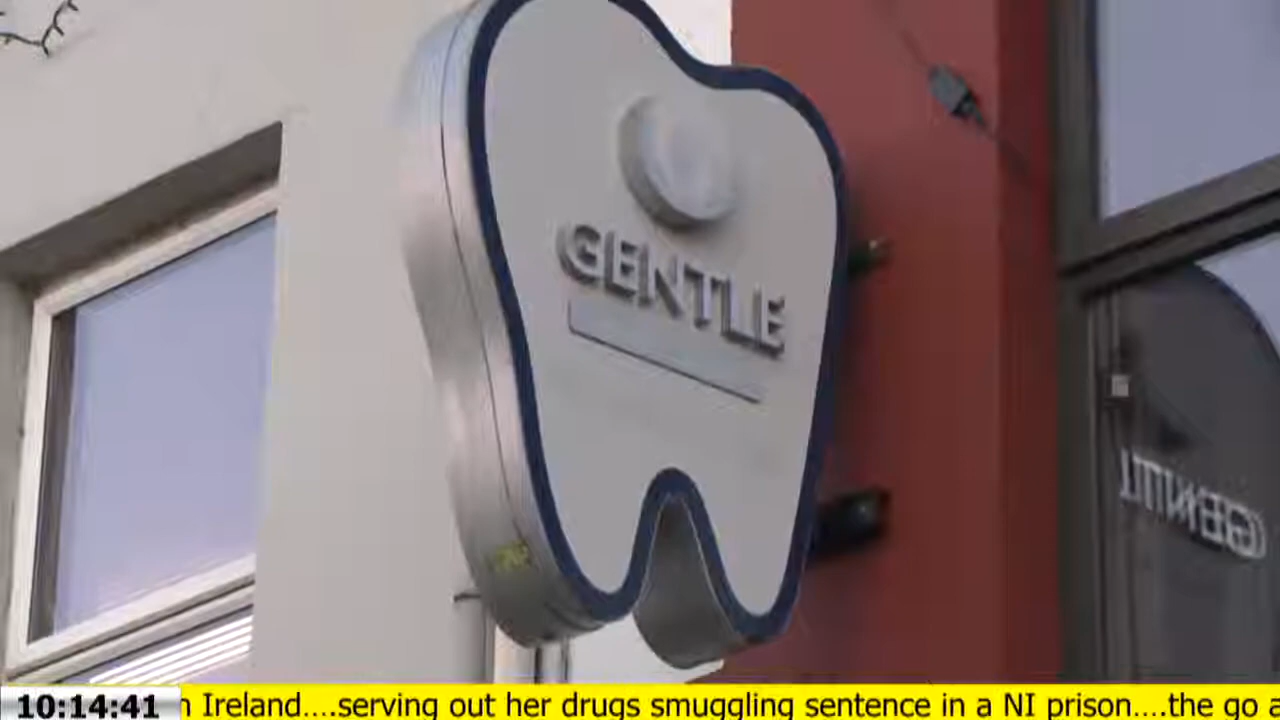 GENTLE
10:14:41
n Ireland....serving out her drugs smuggling sentence in a NI prison....the go a